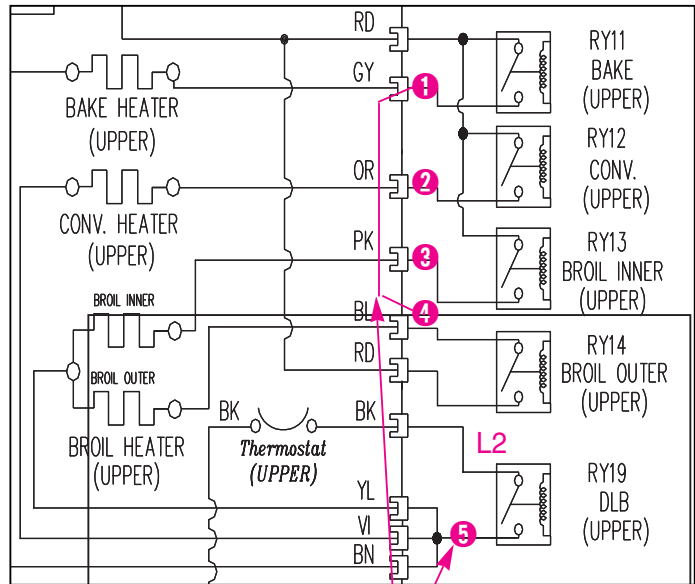 RD
RY11
BAKE
(UPPER)
GY
1
BAKE HEATER
(UPPER)
RY12
CONV.
(UPPER)
OR
2
CONV. HEATER
(UPPER)
PK
3
RY13
BROIL INNER
(UPPER)
BROIL INNER
4
BL
RD
RY14
BROIL OUTER
(UPPER)
BROIL OUTER
BK
BK
BROIL HEATER
(UPPER)
Thermostat
(UPPER)
L2
RY19
DLB
(UPPER)
YL
VI
5
BN